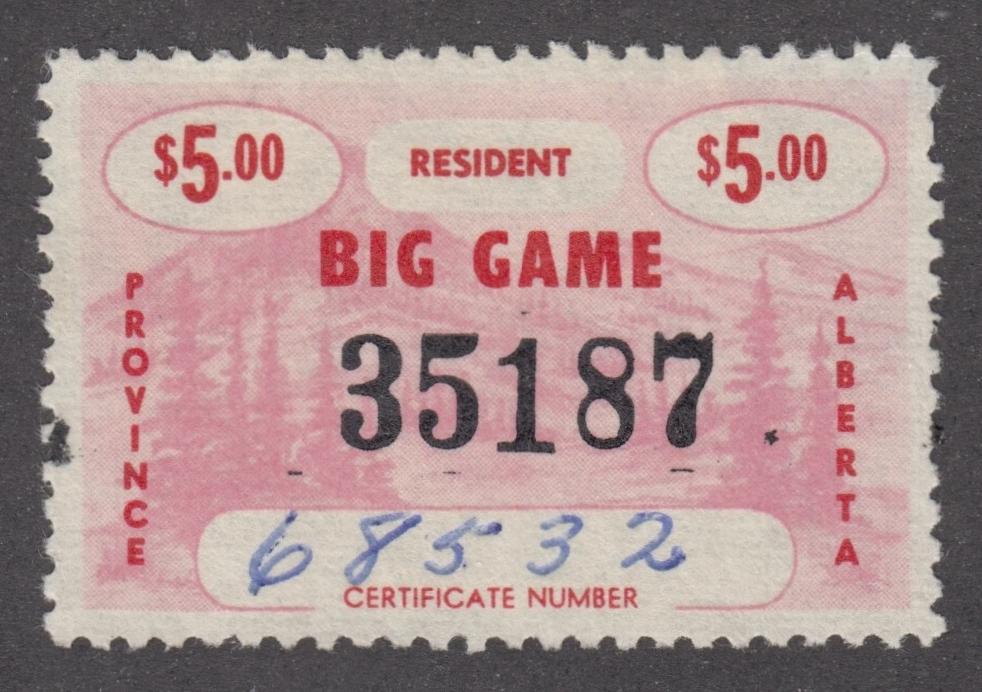 $5.00 RESIDENT $5.00
BIG GAME
PROVINCE
ALBERTA
35187
68532
CERTIFICATE NUMBER